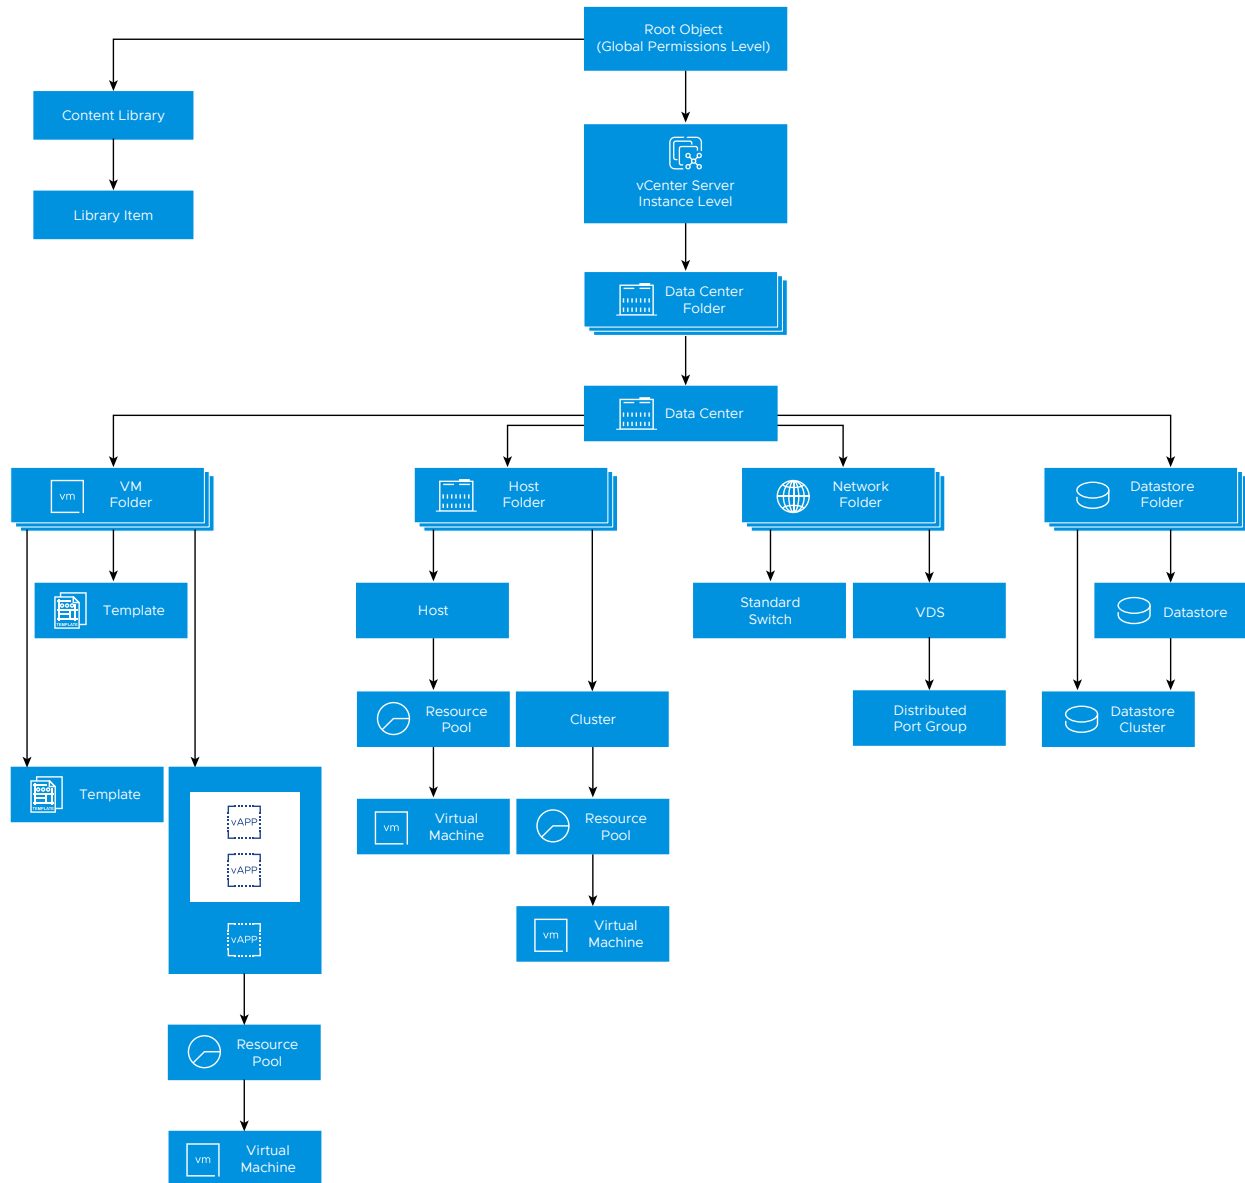 Root Object
(Global Permissions Level)
Content Library
Library Item
vCenter Server
Instance Level
Data Center
Folder
Data Center
vm
VM
Folder
Host
Folder
Network
Folder
Datastore
Folder
TEMPLATE
Template
Host
Standard
Switch
VDS
Datastore
Resource
Pool
Cluster
Distributed
Port Group
Datastore
Cluster
TEMPLATE
Template
vAPP
vAPP
vAPP
vm
Virtual
Machine
Resource
Pool
vm
Virtual
Machine
Resource
Pool
vm
Virtual
Machine